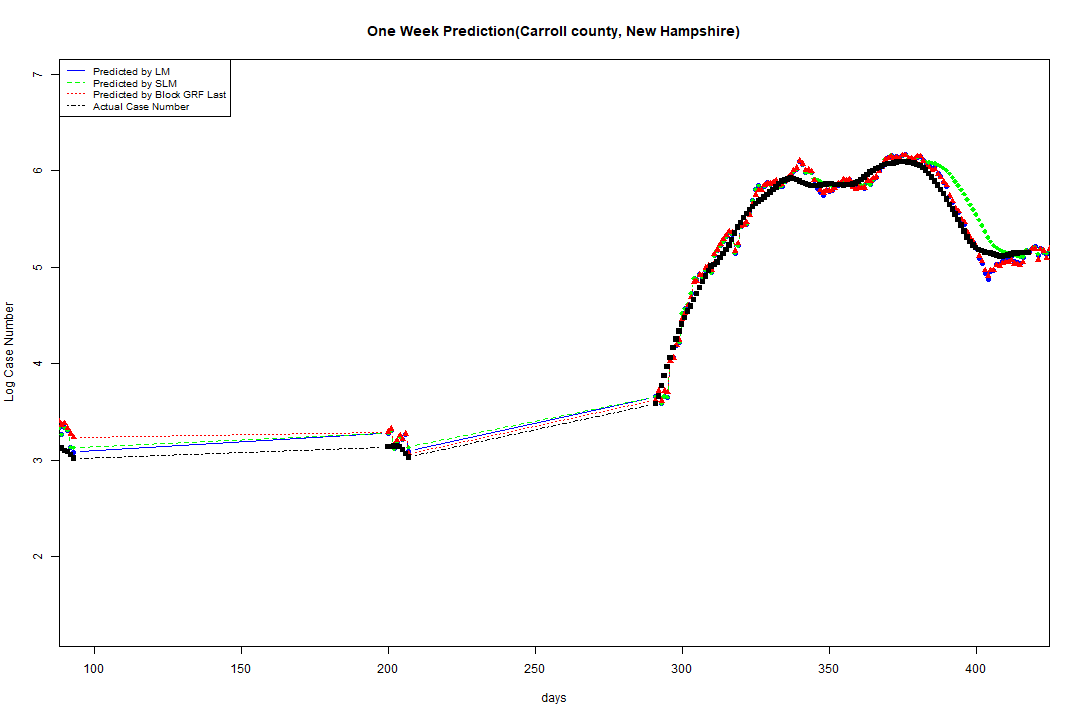 One Week Prediction(Carroll county, New Hampshire)
Predicted by LM
Predicted by SLM
Predicted by Block GRF Last
Actual Case Number
7
6
5
4
3
2
Log Case Number
100 150 200 250 300 350 400
days